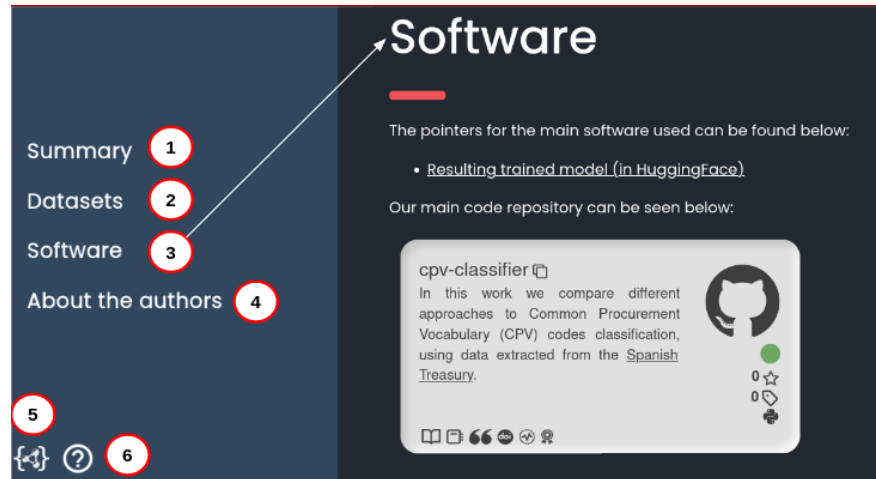 Software
The pointers for the main software used can be found below:
Summary 1
• Resulting trained model (in HuggingFace)
Datasets 2
Our main code repository can be seen below:
Software 3
About the authors 4
cpv-classifier
In this work we compare different
approaches to Common Procurement
Vocabulary (CPV) codes classification,
using data extracted from the Spanish
Treasury.
0
0
5
6
doi